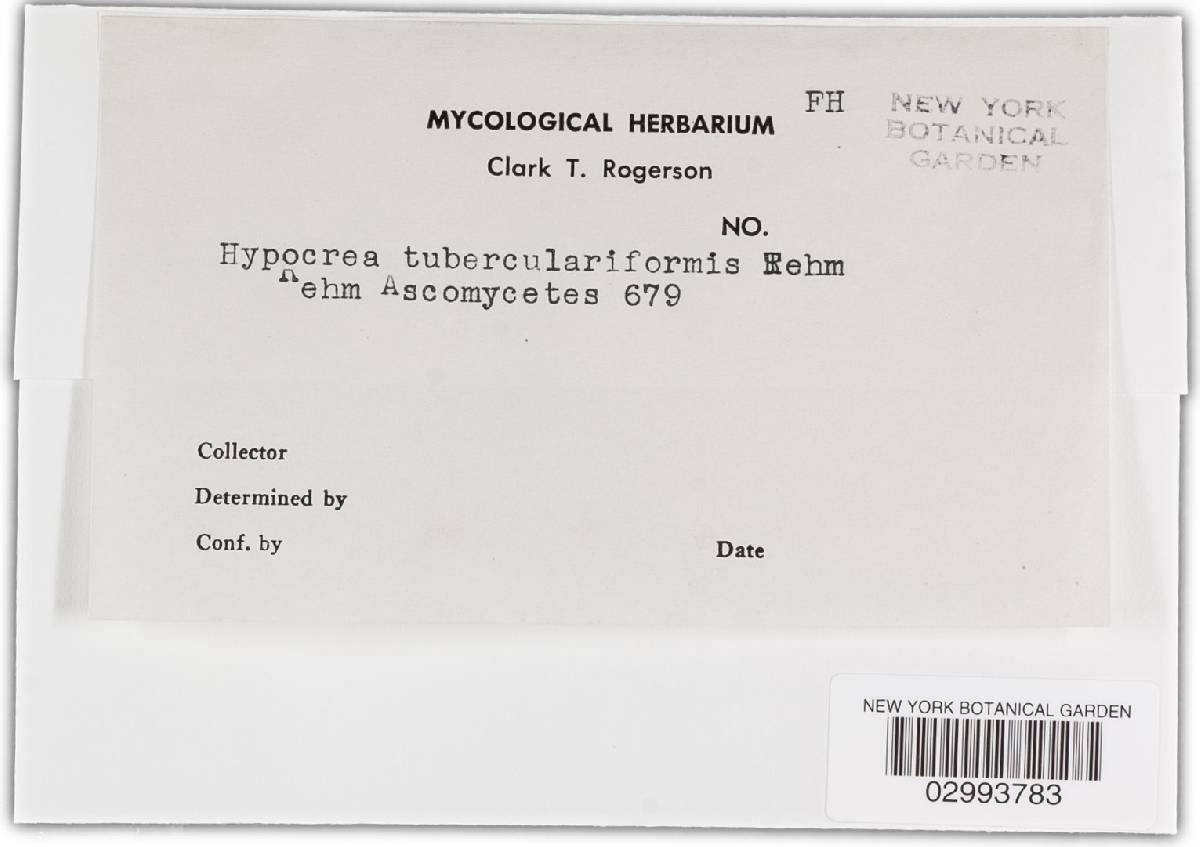 FH
NEW YORK
BOTANICAL
GARDEN
MYCOLOGICAL HERBARIUM
Clark T. Rogerson
NO.
Hypocrea tuberculariformis Rehm
Rehm Ascomycetes 679
Collector
Determined by
Conf. by
Date
NEW YORK BOTANICAL GARDEN
02993783